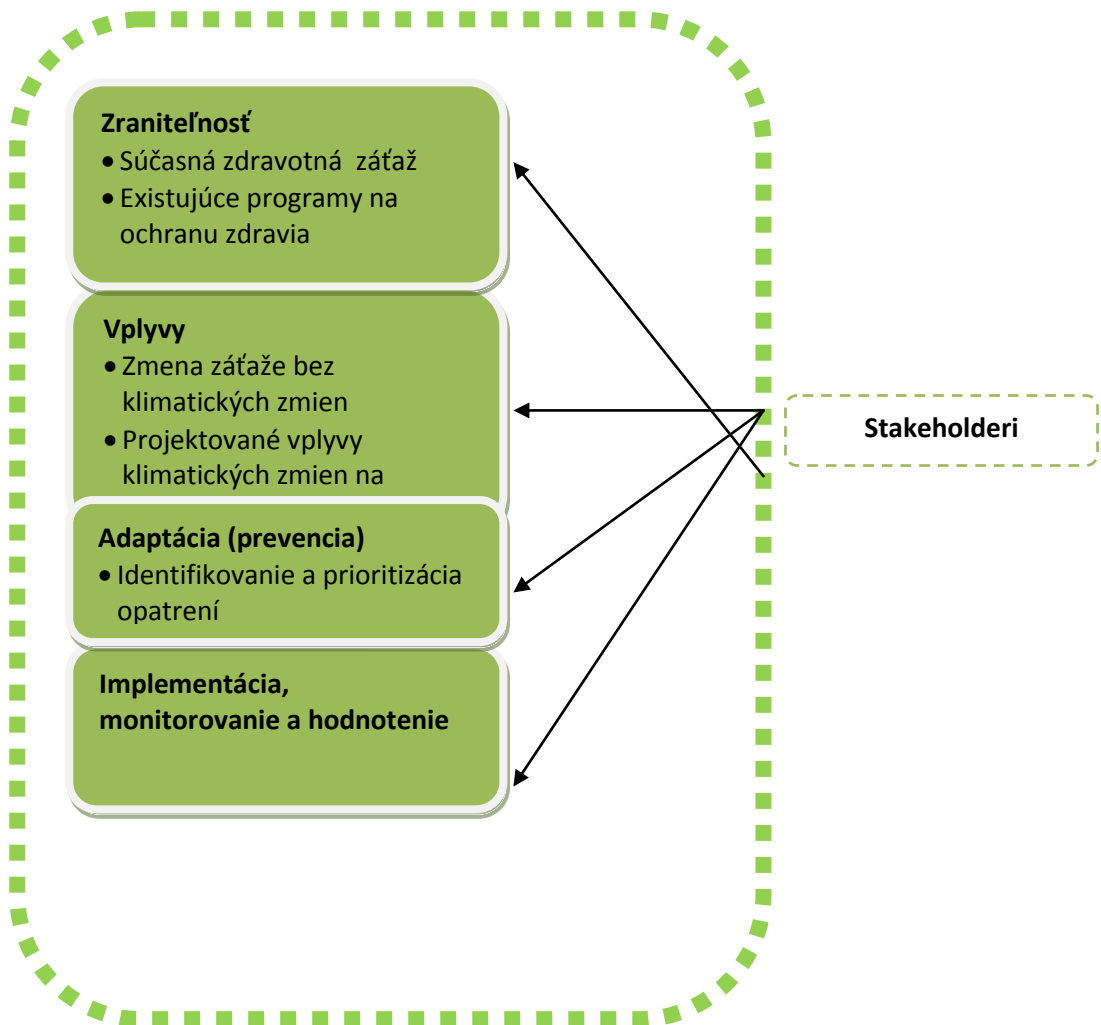 Zraniteľnosť
• Súčasná zdravotná záťaž
• Existujúce programy na
ochranu zdravia
Vplyvy
• Zmena záťaže bez
klimatických zmien
• Projektované vplyvy
klimatických zmien na
Adaptácia (prevencia)
• Identifikovanie a prioritizácia
opatrení
Implementácia,
monitorovanie a hodnotenie
Stakeholderi